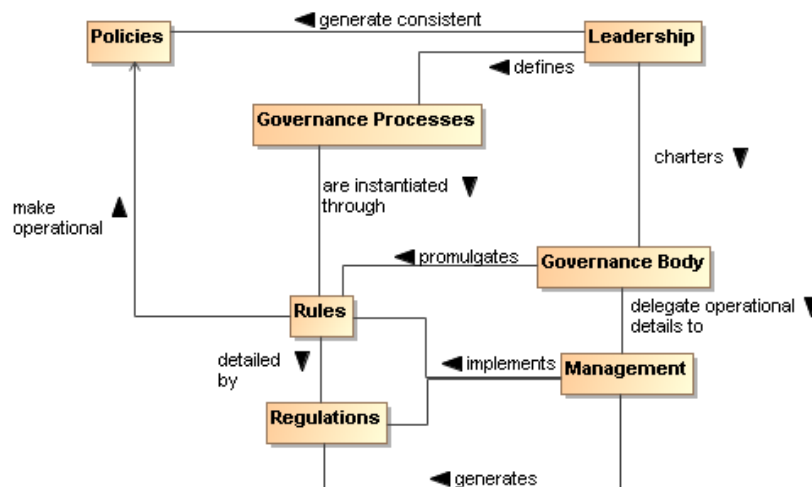 generate consistent
Policies
Leadership
defines
Governance Processes
charters
are instantiated
through
make
operational
promulgates
Governance Body
Rules
delegate operational
details to
detailed
by
implements
Management
Regulations
generates